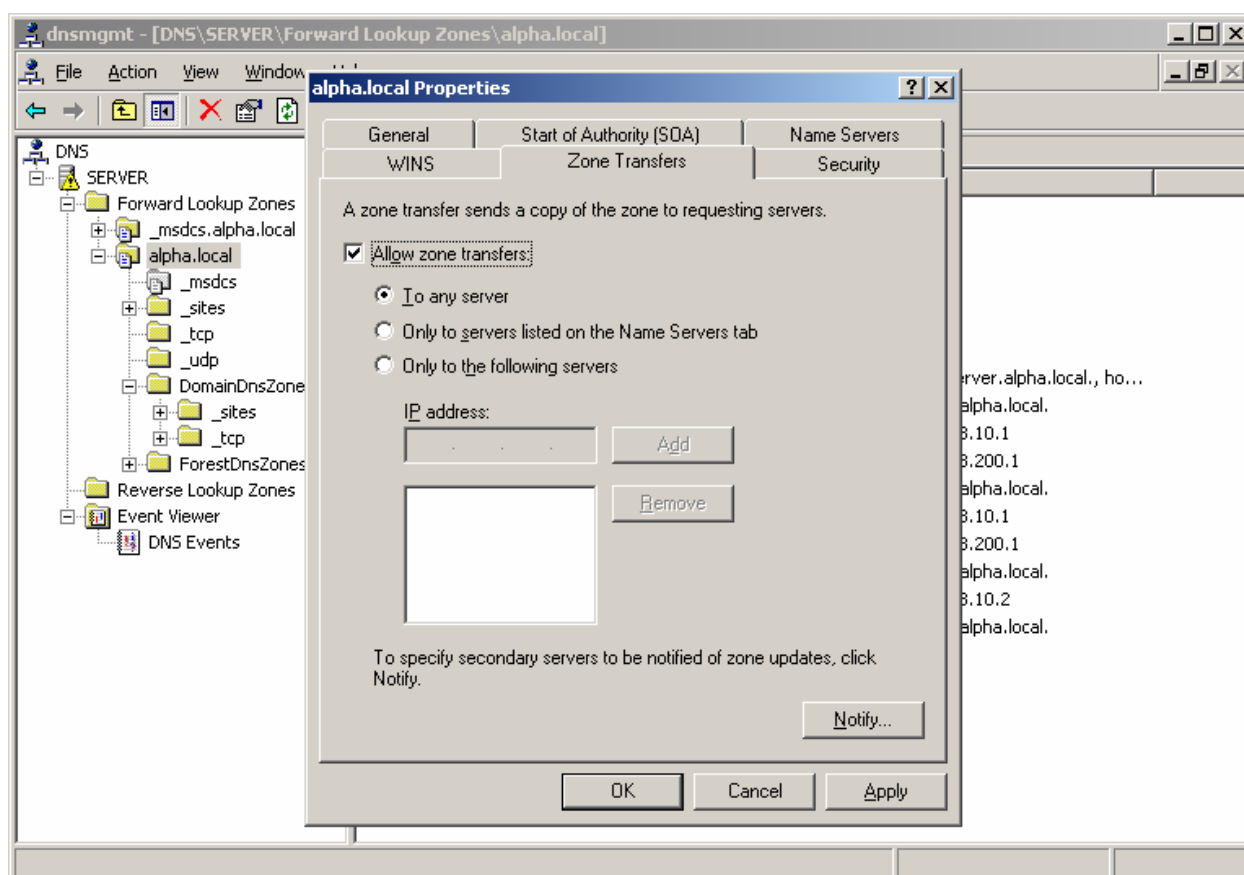 dnsmgmt - [DNS\SERVER\Forward Lookup Zones\alpha.local]
File Action View Window
alpha.local Properties
General Start of Authority (SOA) Name Servers
WINS Zone Transfers Security
A zone transfer sends a copy of the zone to requesting servers.
Allow zone transfers:
To any server
Only to servers listed on the Name Servers tab
Only to the following servers
IP address:
Add
Remove
To specify secondary servers to be notified of zone updates, click
Notify.
Notify...
OK Cancel Apply
DNS
SERVER
Forward Lookup Zones
_msdcs.alpha.local
alpha.local
_msdcs
_sites
_tcp
_udp
DomainDnsZone
_sites
_tcp
ForestDnsZones
Reverse Lookup Zones
Event Viewer
DNS Events
rver.alpha.local., ho...
alpha.local.
.10.1
.200.1
alpha.local.
.10.1
.200.1
alpha.local.
.10.2
alpha.local.